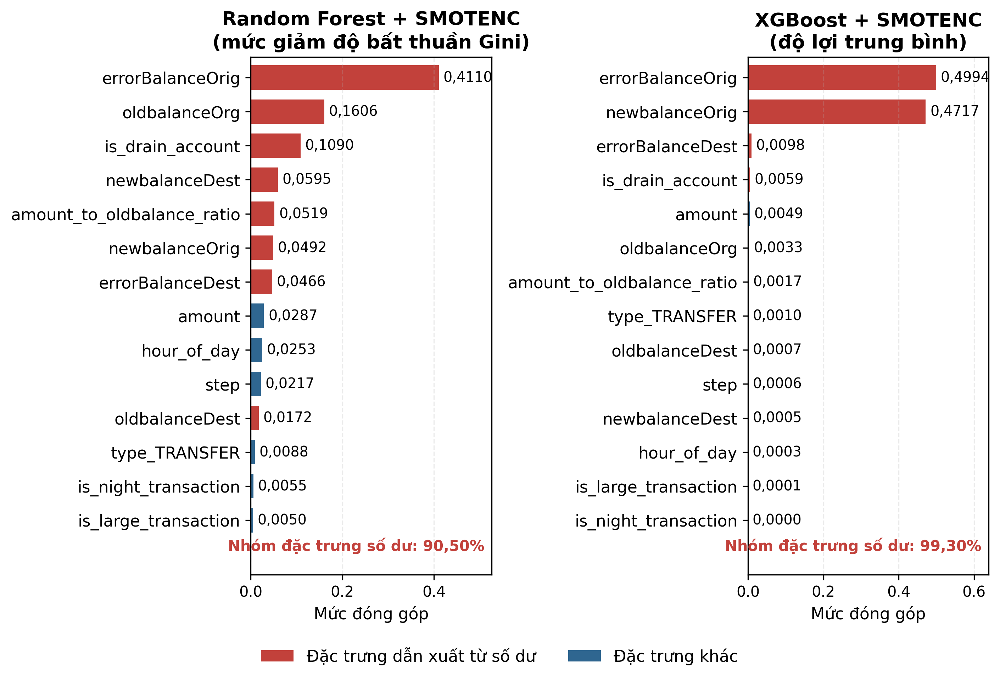 Random Forest + SMOTENC
(mức giảm độ bất thuần Gini)
errorBalanceOrig 0,4110
oldbalanceOrg 0,1606
is_drain_account 0,1090
newbalanceDest 0,0595
amount_to_oldbalance_ratio 0,0519
newbalanceOrig 0,0492
errorBalanceDest 0,0466
amount 0,0287
hour_of_day 0,0253
step 0,0217
oldbalanceDest 0,0172
type_TRANSFER 0,0088
is_night_transaction 0,0055
is_large_transaction 0,0050
Nhóm đặc trưng số dư: 90,50%
0.0 0.2 0.4
Mức đóng góp
XGBoost + SMOTENC
(độ lợi trung bình)
errorBalanceOrig 0,4994
newbalanceOrig 0,4717
errorBalanceDest 0,0098
is_drain_account 0,0059
amount 0,0049
oldbalanceOrg 0,0033
amount_to_oldbalance_ratio 0,0017
type_TRANSFER 0,0010
oldbalanceDest 0,0007
step 0,0006
newbalanceDest 0,0005
hour_of_day 0,0003
is_large_transaction 0,0001
is_night_transaction 0,0000
Nhóm đặc trưng số dư: 99,30%
0.0 0.2 0.4 0.6
Mức đóng góp
Đặc trưng dẫn xuất từ số dư
Đặc trưng khác